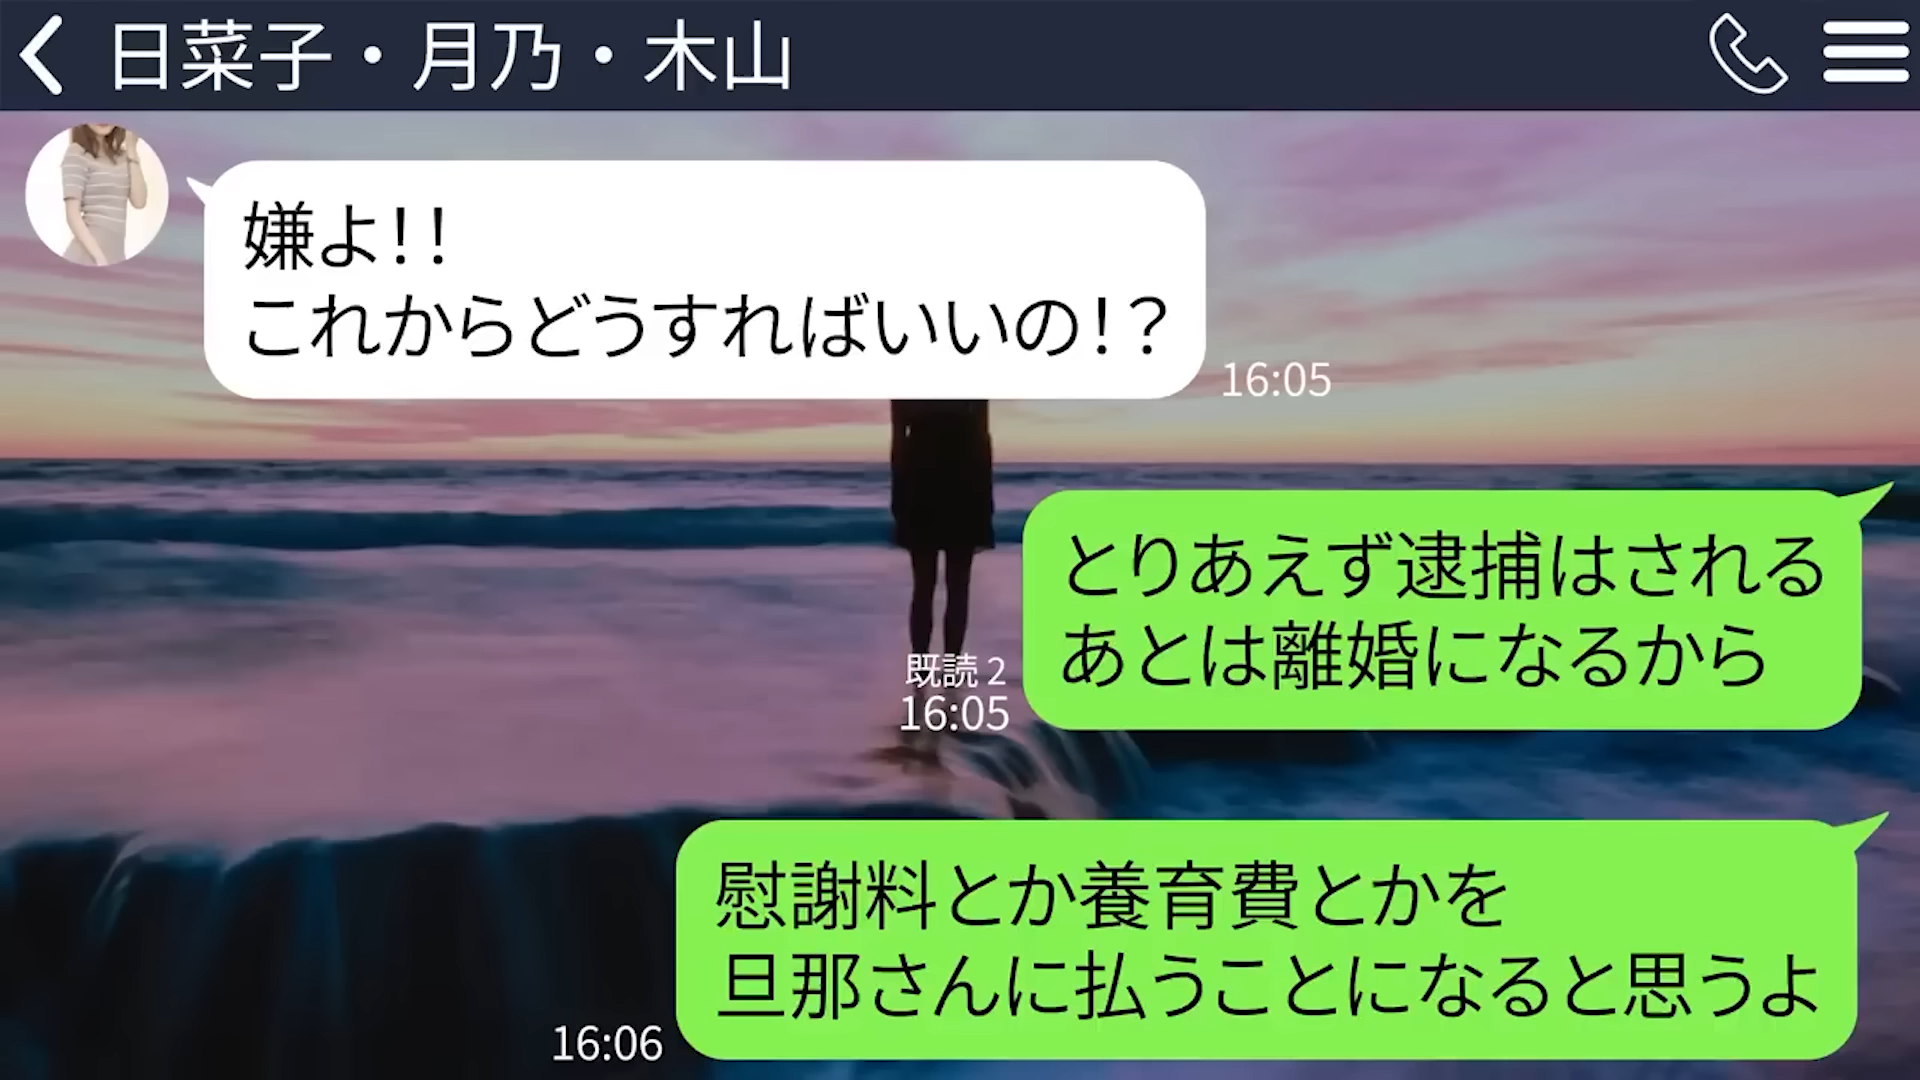 日菜子・月乃・木山
嫌よ！！
これからどうすればいいの！？
16:05
とりあえず逮捕はされる
あとは離婚になるから
既読 2
16:05
慰謝料とか養育費とかを
旦那さんに払うことになると思うよ
16:06